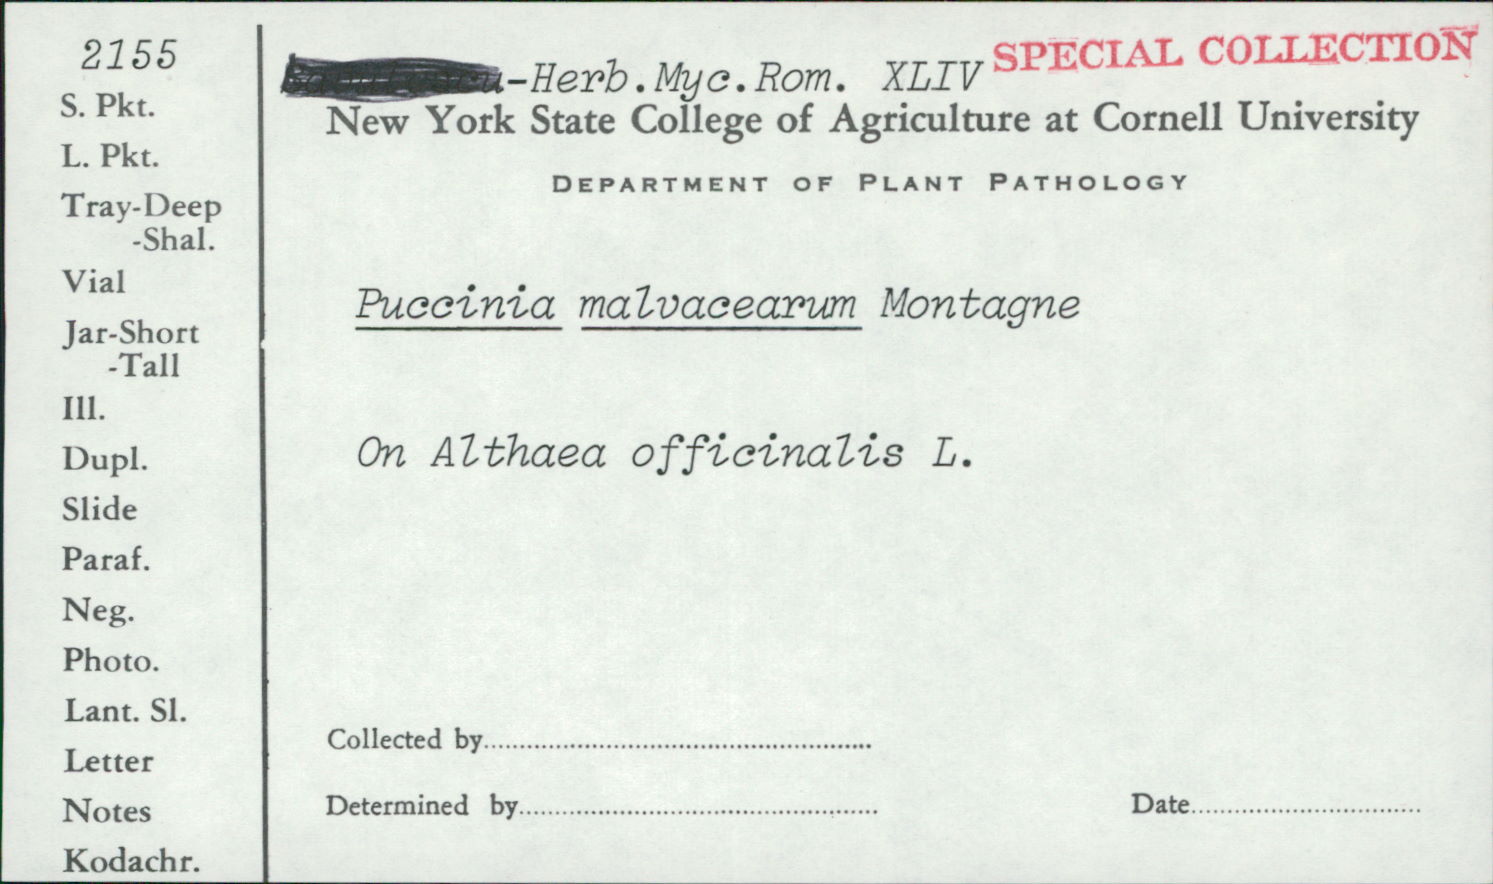 2155
S. Pkt.
L. Pkt.
Tray-Deep
-Shal.
Vial
Jar-Short
-Tall
Ill.
Dupl.
Slide
Paraf.
Neg.
Photo.
Lant. Sl.
Letter
Notes
Kodachr.
-Herb.Myc.Rom. XLIV
SPECIAL COLLECTION
New York State College of Agriculture at Cornell University
DEPARTMENT OF PLANT PATHOLOGY
Puccinia malvacearum Montagne
On Althaea officinalis L.
Collected by
Determined by
Date